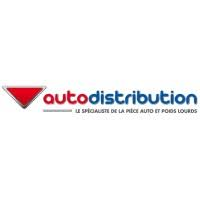 autodistribution
LE SPÉCIALISTE DE LA PIÈCE AUTO ET POIDS LOURDS